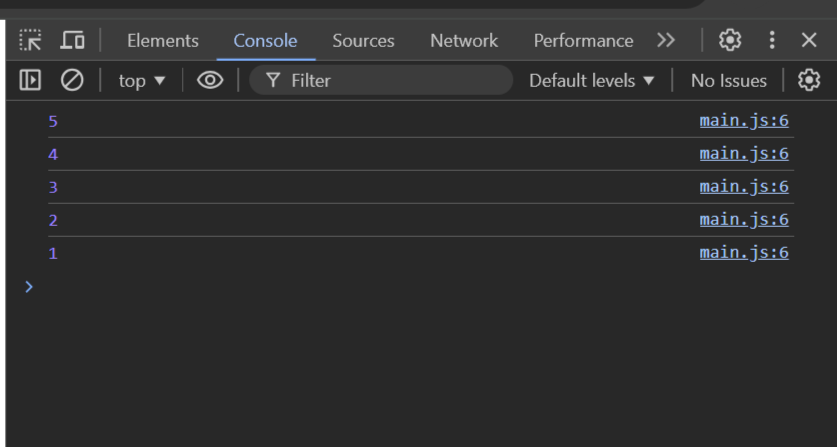 Elements Console Sources Network Performance
top Filter Default levels No Issues
5 main.js:6
4 main.js:6
3 main.js:6
2 main.js:6
1 main.js:6